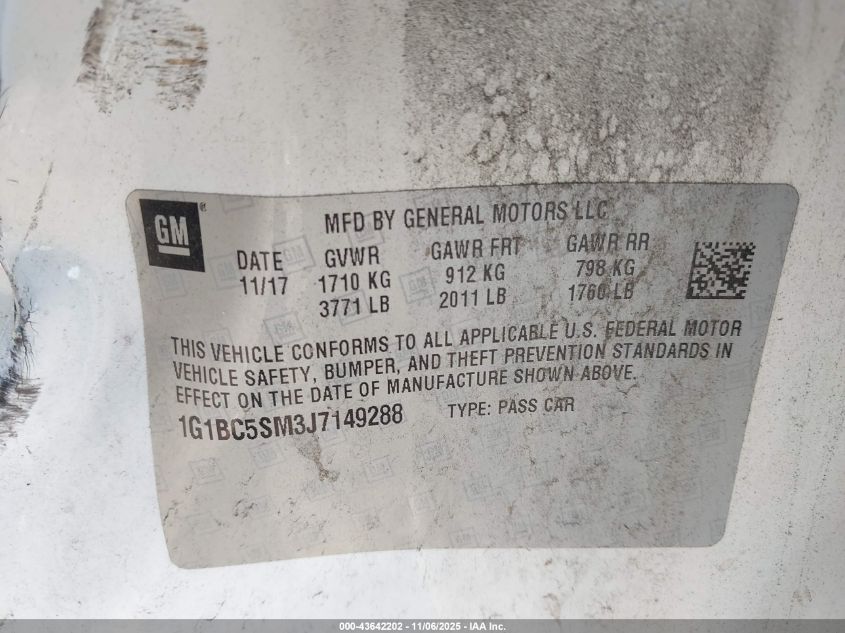 GM ®
MFD BY GENERAL MOTORS LLC
DATE GVWR GAWR FRT GAWR RR
11/17 1710 KG 912 KG 798 KG
3771 LB 2011 LB 1760 LB
THIS VEHICLE CONFORMS TO ALL APPLICABLE U.S. FEDERAL MOTOR
VEHICLE SAFETY, BUMPER, AND THEFT PREVENTION STANDARDS IN
EFFECT ON THE DATE OF MANUFACTURE SHOWN ABOVE.
1G1BC5SM3J7149288 TYPE: PASS CAR
000-43642202 - 11/06/2025 - IAA Inc.